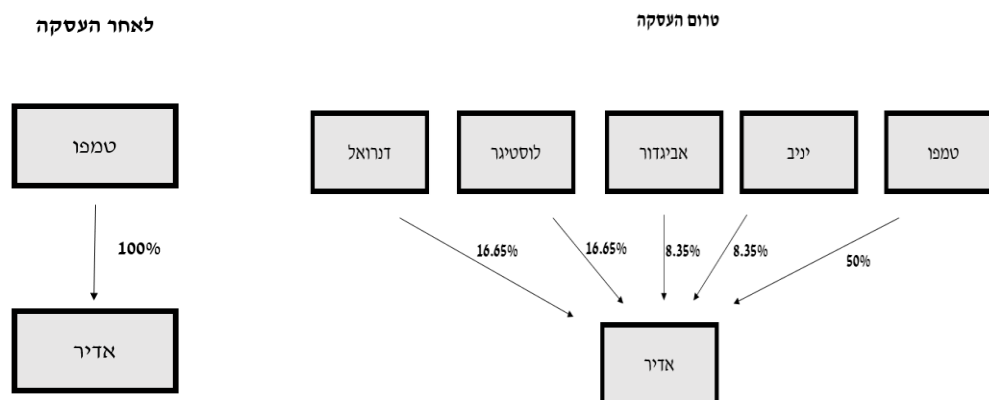 טרום העסקה
טמפו
יניב
אביגדור
לוסטיגר
דנרואל
50%
8.35%
8.35%
16.65%
16.65%
אדיר
לאחר העסקה
טמפו
100%
אדיר